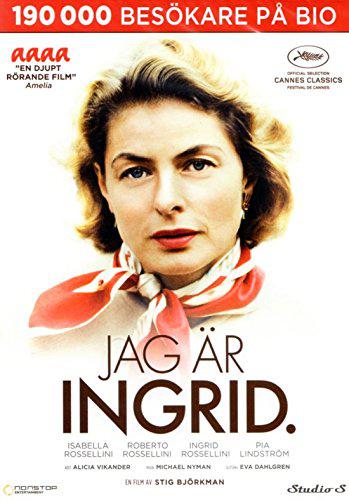 190 000 BESÖKARE PÅ BIO
aaaa
"EN DJUPT
RÖRANDE FILM"
Amelia
OFFICIAL SELECTION
CANNES CLASSICS
FESTIVAL DE CANNES
JAG ÄR
INGRID.
ISABELLA ROSSELLINI
ROBERTO ROSSELLINI
INGRID ROSSELLINI
PIA LINDSTRÖM
RÖST ALICIA VIKANDER
MUSIK MICHAEL NYMAN
EVA DAHLGREN
EN FILM AV STIG BJÖRKMAN
NONSTOP
ENTERTAINMENT
Studio S